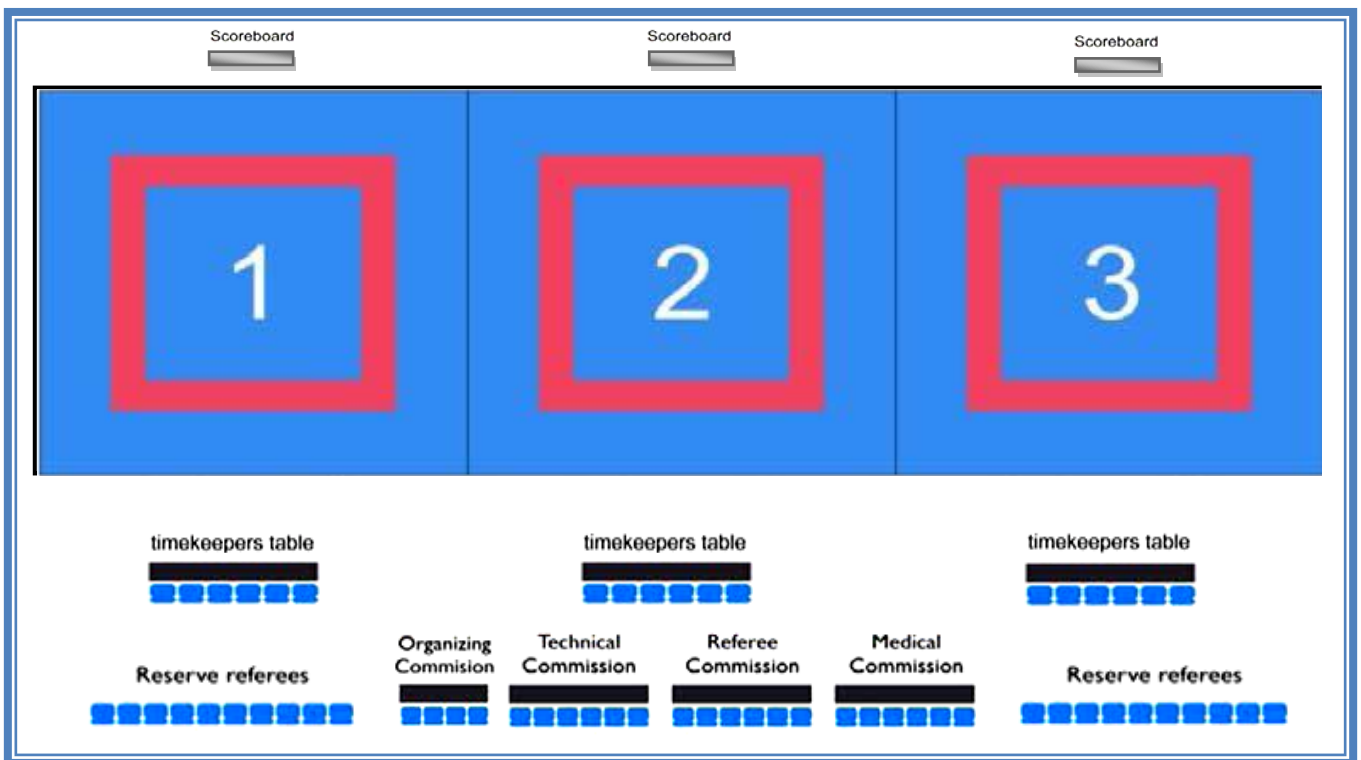 Scoreboard
Scoreboard
Scoreboard
1
2
3
timekeepers table
timekeepers table
timekeepers table
Reserve referees
Organizing
Commision
Technical
Commission
Referee
Commission
Medical
Commission
Reserve referees